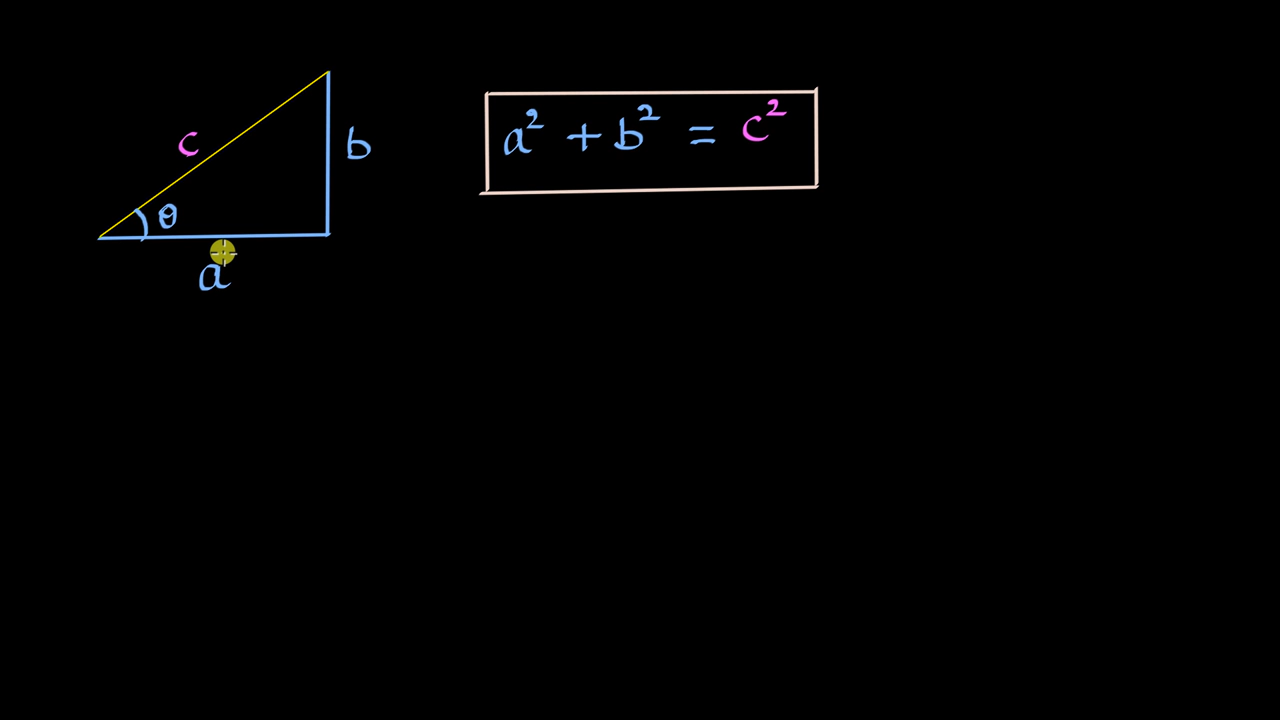 c
b
θ
a
a² + b² = c²